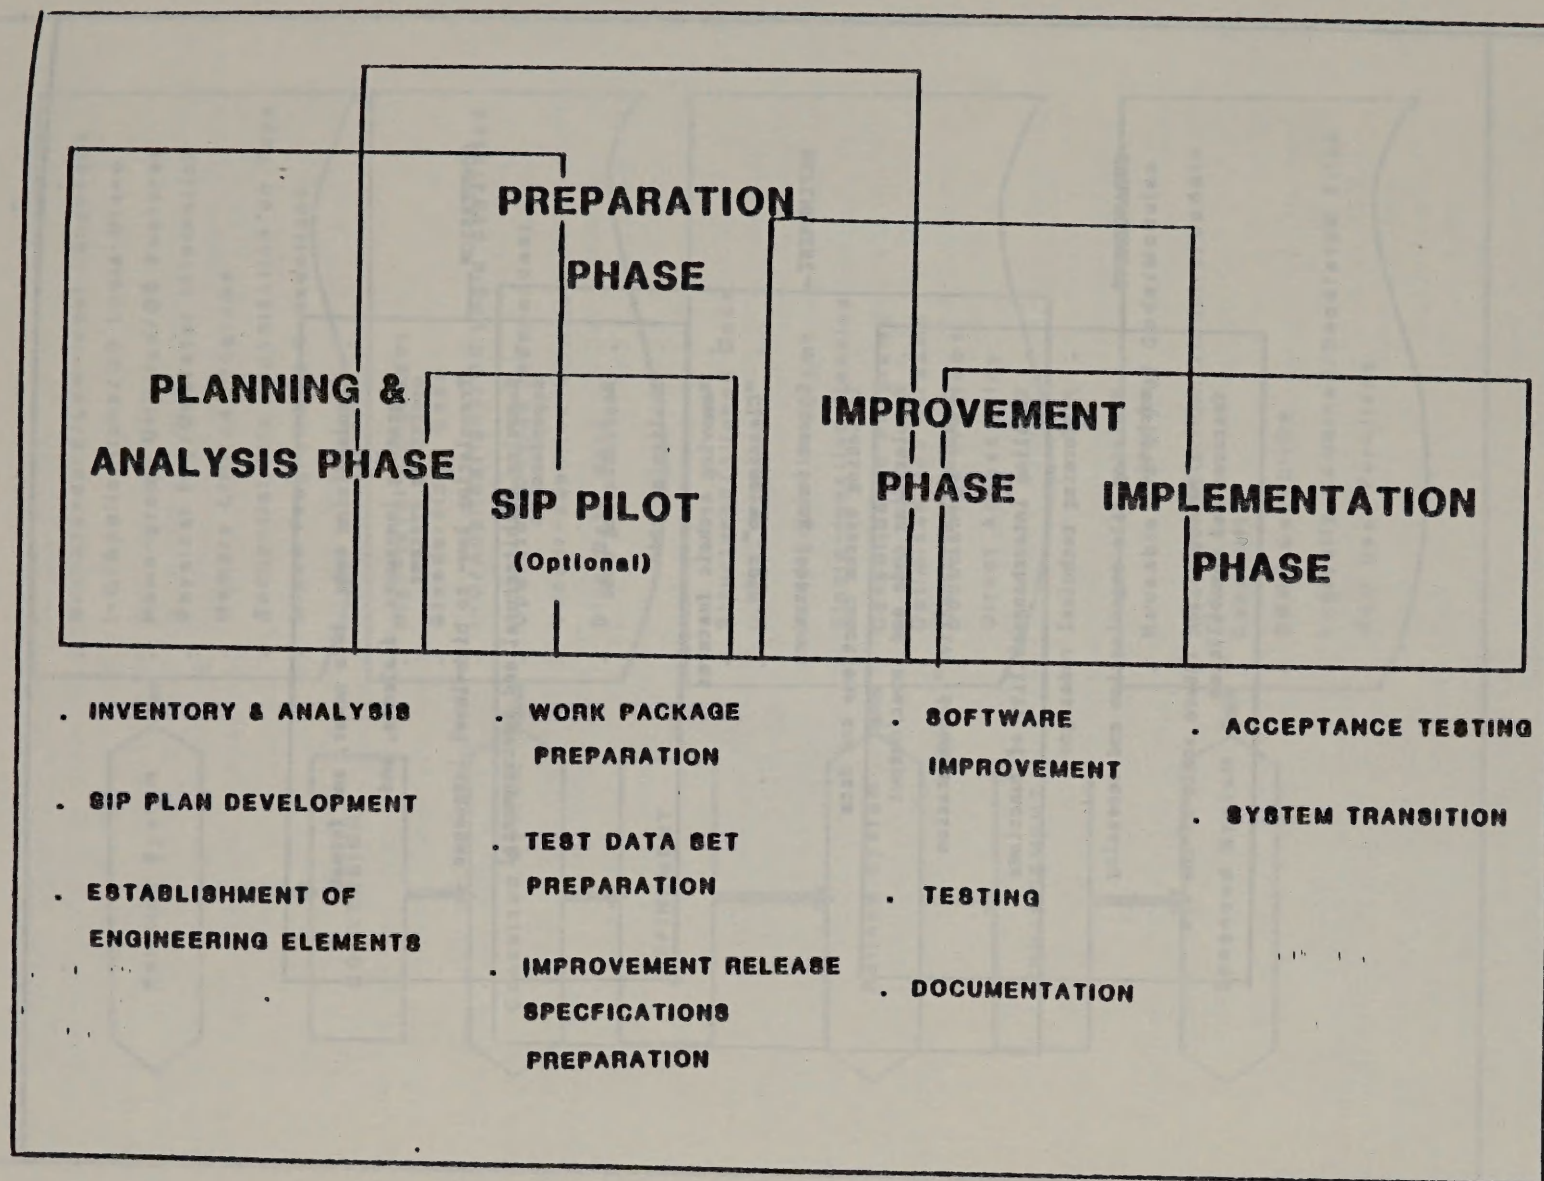 PREPARATION
PHASE
PLANNING &
ANALYSIS PHASE
SIP PILOT
(Optional)
IMPROVEMENT
PHASE
IMPLEMENTATION
PHASE
. INVENTORY & ANALYSIS
. SIP PLAN DEVELOPMENT
. ESTABLISHMENT OF
ENGINEERING ELEMENTS
. WORK PACKAGE
PREPARATION
. TEST DATA SET
PREPARATION
. IMPROVEMENT RELEASE
SPECFICATIONS
PREPARATION
. SOFTWARE
IMPROVEMENT
. TESTING
. DOCUMENTATION
. ACCEPTANCE TESTING
. SYSTEM TRANSITION